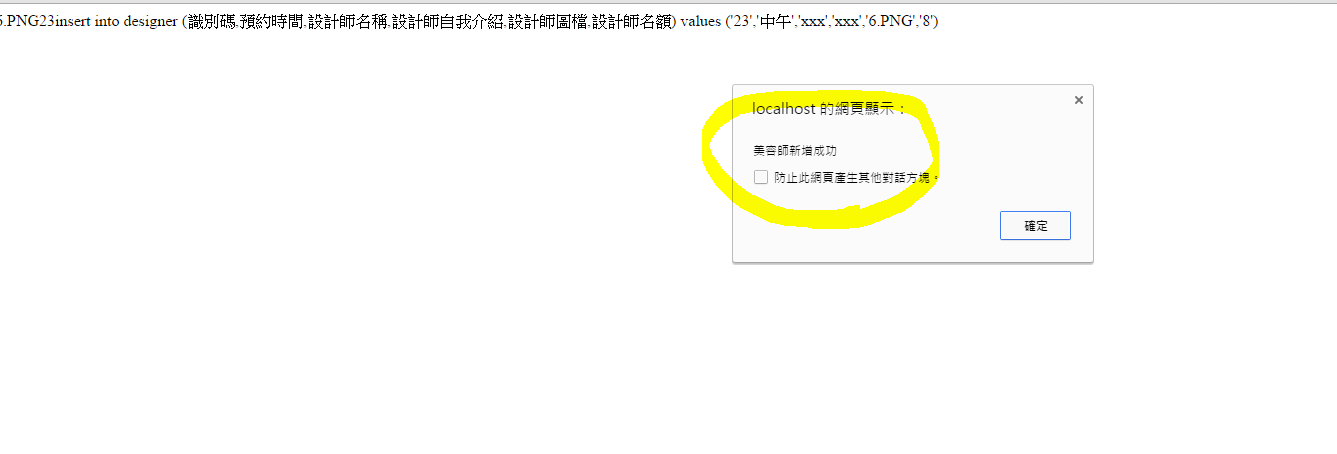 6.PNG23insert into designer (識別碼,預約時間,設計師名稱,設計師自我介紹,設計師圖檔,設計師名額) values ('23','中午','xxx','xxx','6.PNG','8')
localhost 的網頁顯示：
美容師新增成功
防止此網頁產生其他對話方塊。
確定